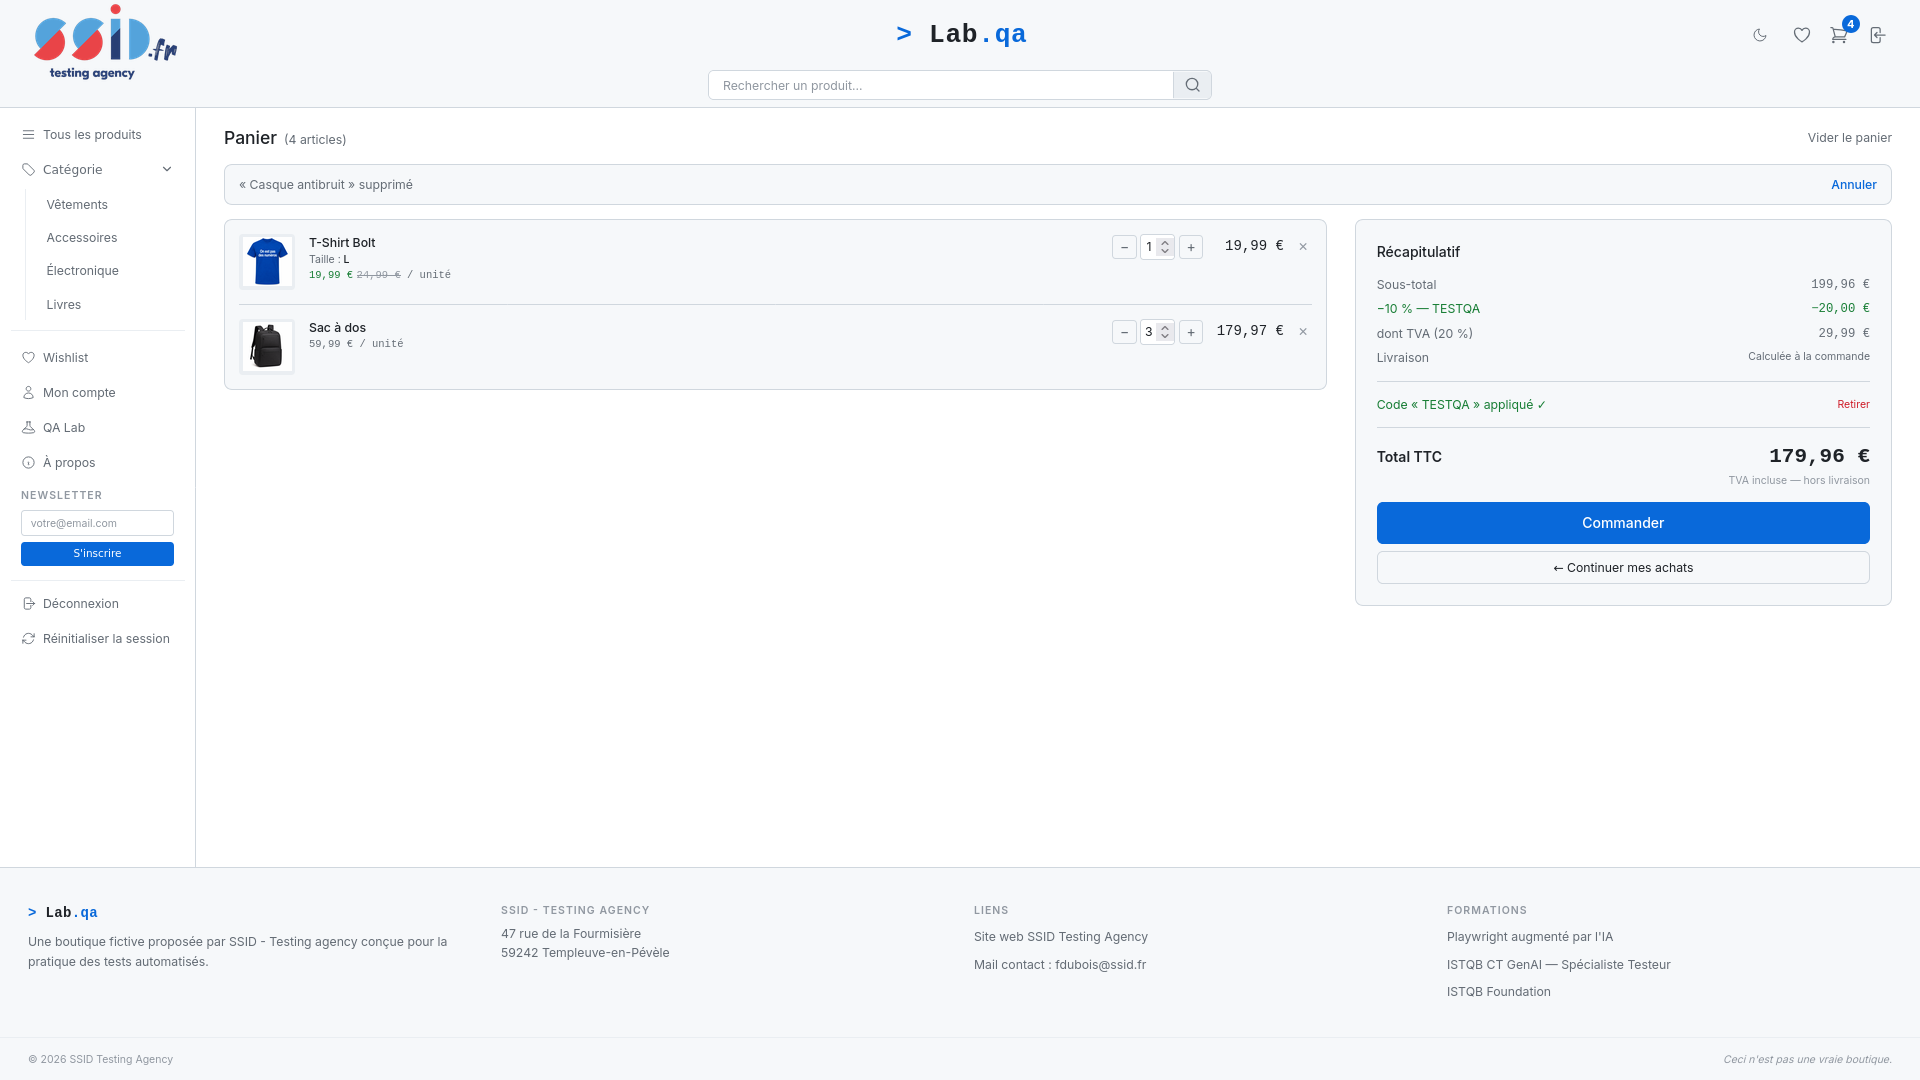 ssiD.fr
testing agency
> Lab.qa
4
Rechercher un produit...
Tous les produits
Catégorie
Vêtements
Accessoires
Électronique
Livres
Wishlist
Mon compte
QA Lab
À propos
NEWSLETTER
votre@email.com
S'inscrire
Déconnexion
Réinitialiser la session
Panier (4 articles)
Vider le panier
« Casque antibruit » supprimé
Annuler
T-Shirt Bolt
Taille : L
19,99 € 24,99 € / unité
− 1 + 19,99 € ×
Sac à dos
59,99 € / unité
− 3 + 179,97 € ×
Récapitulatif
Sous-total 199,96 €
−10 % — TESTQA −20,00 €
dont TVA (20 %) 29,99 €
Livraison Calculée à la commande
Code « TESTQA » appliqué ✓ Retirer
Total TTC 179,96 €
TVA incluse — hors livraison
Commander
← Continuer mes achats
> Lab.qa
Une boutique fictive proposée par SSID - Testing agency conçue pour la
pratique des tests automatisés.
SSID - TESTING AGENCY
47 rue de la Fourmisière
59242 Templeuve-en-Pévèle
LIENS
Site web SSID Testing Agency
Mail contact : fdubois@ssid.fr
FORMATIONS
Playwright augmenté par l'IA
ISTQB CT GenAI — Spécialiste Testeur
ISTQB Foundation
© 2026 SSID Testing Agency
Ceci n'est pas une vraie boutique.